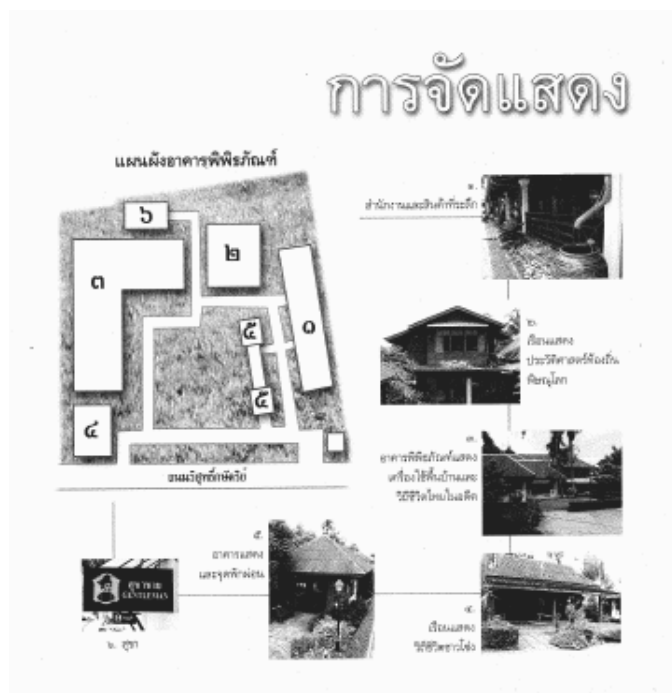 การจัดแสดง
แผนผังอาคารพิพิธภัณฑ์
๖
๒
๓
๑
๕
๕
๔
ถนนวิสุทธิ์กษัตริย์
๑.
สำนักงานและสินค้าที่ระลึก
๒.
เรือนแสดง
ประวัติศาสตร์ท้องถิ่น
พิษณุโลก
๓.
อาคารพิพิธภัณฑ์แสดง
เครื่องใช้พื้นบ้านและ
วิถีชีวิตไทยในอดีต
๔.
เรือนแสดง
วิถีชีวิตชาวโซ่ง
๕.
อาคารแสดง
และจุดพักผ่อน
สุขาชาย
GENTLEMAN
๖. สุขา